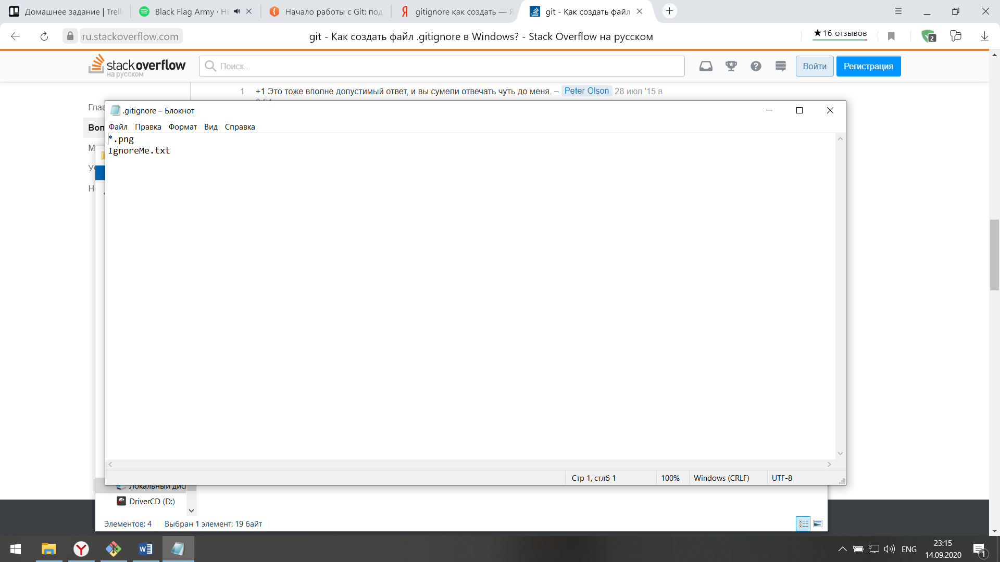 Домашнее задание | Trell
Black Flag Army · HE
Начало работы с Git: под
gitignore как создать — Я
git - Как создать файл
ru.stackoverflow.com
git - Как создать файл .gitignore в Windows? - Stack Overflow на русском
★16 отзывов
2
stackoverflow
на русском
Поиск...
Войти
Регистрация
1 +1 Это тоже вполне допустимый ответ, и вы сумели отвечать чуть до меня. – Peter Olson 28 июл '15 в
Глав
Воп
.gitignore – Блокнот
Файл Правка Формат Вид Справка
*.png
IgnoreMe.txt
Стр 1, стлб 1
100%
Windows (CRLF)
UTF-8
Локальный дис
DriverCD (D:)
Элементов: 4
Выбран 1 элемент: 19 байт
ENG
23:15
14.09.2020
1